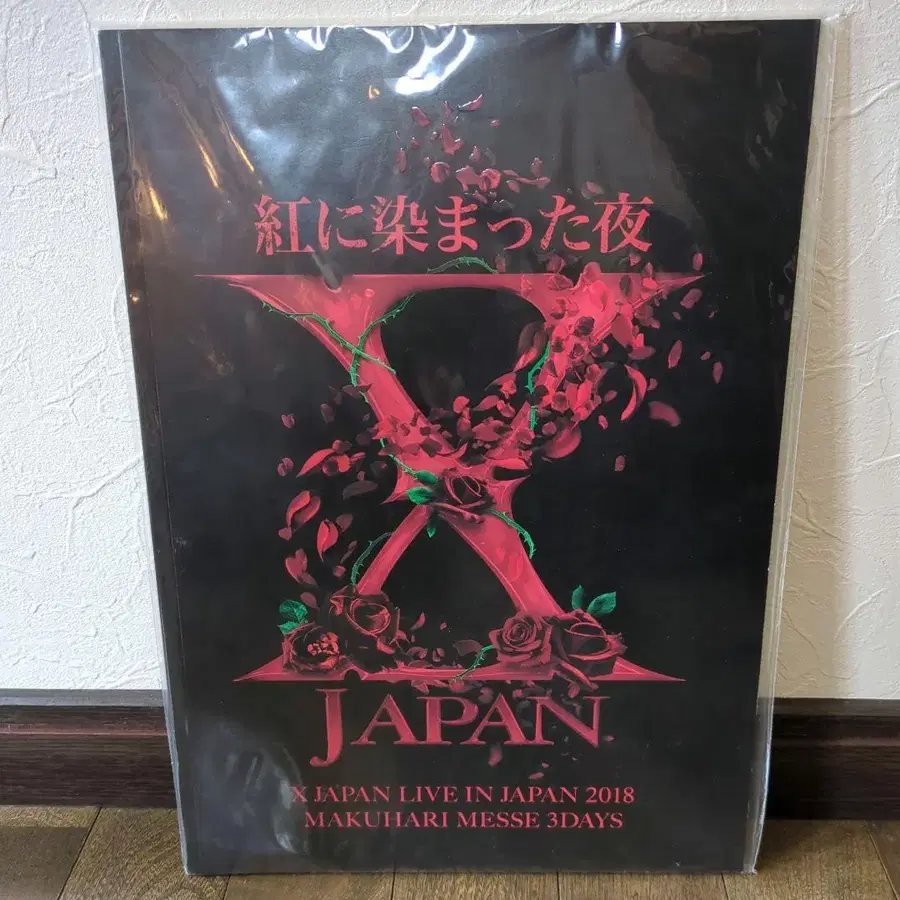 紅に染まった夜
X
JAPAN
X JAPAN LIVE IN JAPAN 2018
MAKUHARI MESSE 3DAYS